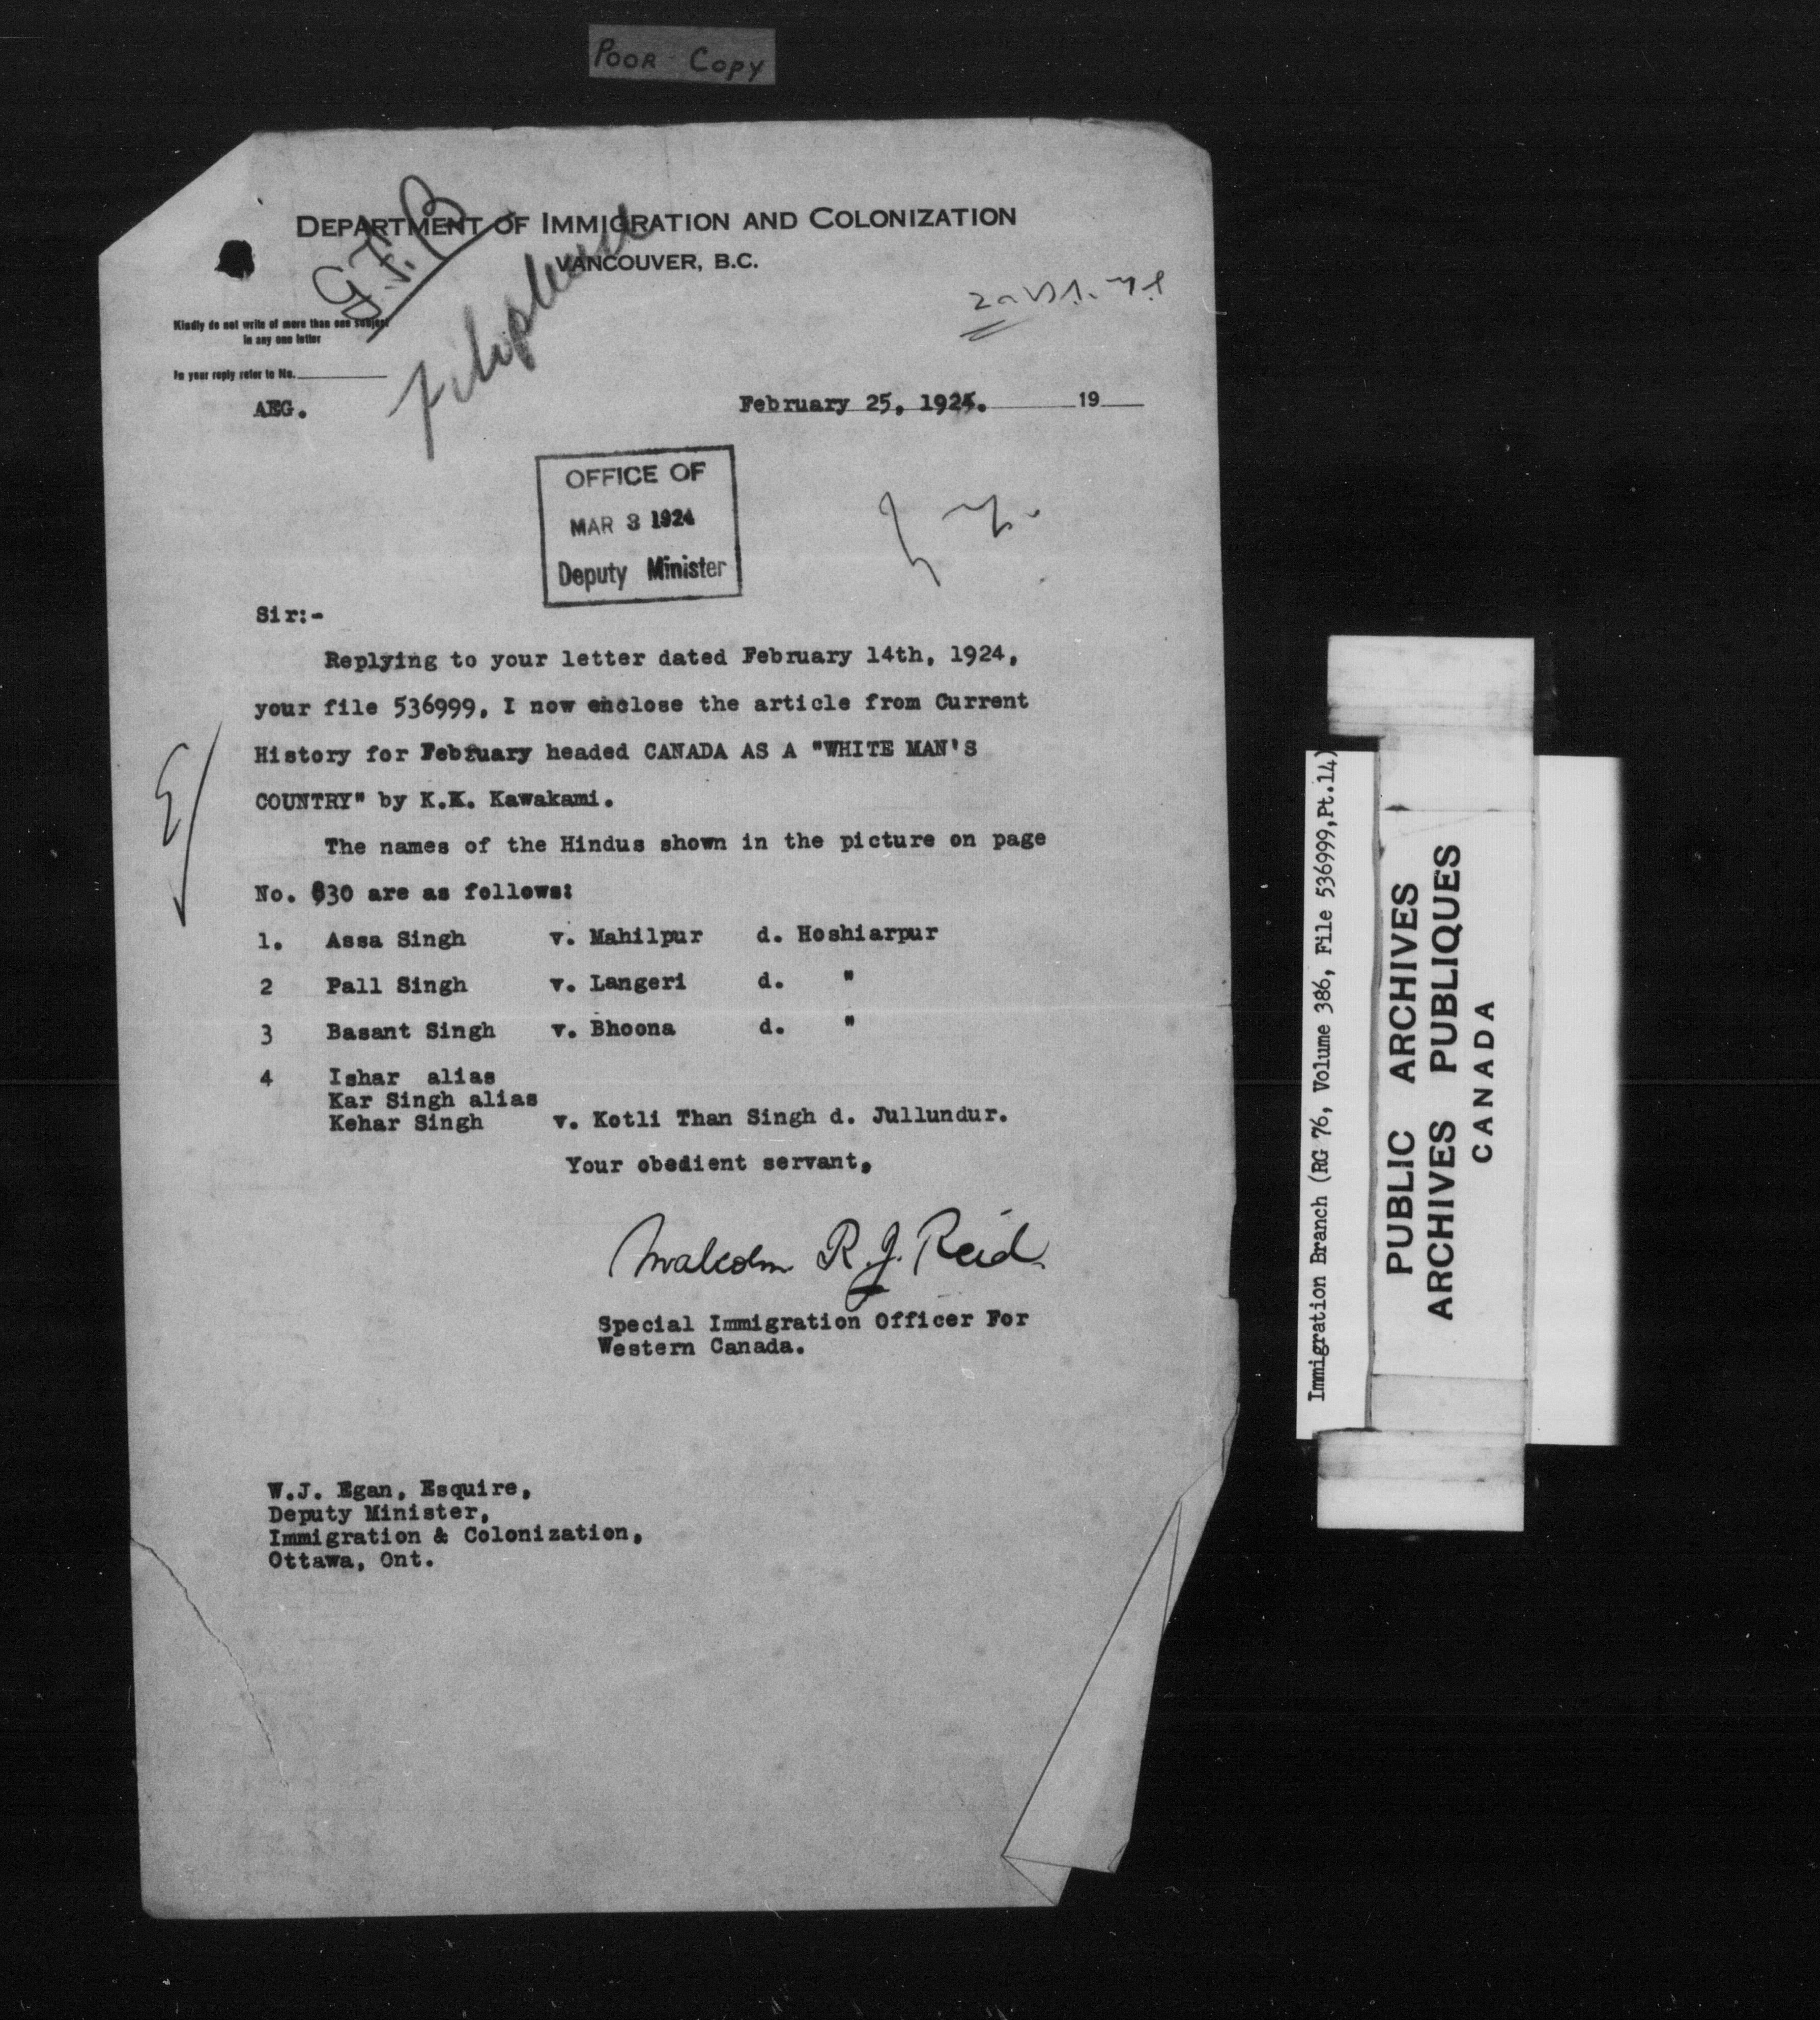 POOR COPY
DEPARTMENT OF IMMIGRATION AND COLONIZATION
VANCOUVER, B.C.
Kindly do not write of more than one subject
in any one letter
In your reply refer to No.
AEG.
February 25, 1924. 19
OFFICE OF
MAR 3 1924
Deputy Minister
Sir:-
Replying to your letter dated February 14th, 1924,
your file 536999, I now enclose the article from Current
History for February headed CANADA AS A "WHITE MAN'S
COUNTRY" by K.K. Kawakami.
The names of the Hindus shown in the picture on page
No. 830 are as follows:
1. Assa Singh v. Mahilpur d. Hoshiarpur
2 Pall Singh v. Langeri d. "
3 Basant Singh v. Bhoona d. "
4 Ishar alias
Kar Singh alias
Kehar Singh v. Kotli Than Singh d. Jullundur.
Your obedient servant,
Malcolm R.J. Reid
Special Immigration Officer For
Western Canada.
W.J. Egan, Esquire,
Deputy Minister,
Immigration & Colonization,
Ottawa, Ont.
Immigration Branch (RG 76, Volume 386, File 536999, Pt.14)
PUBLIC ARCHIVES
ARCHIVES PUBLIQUES
CANADA